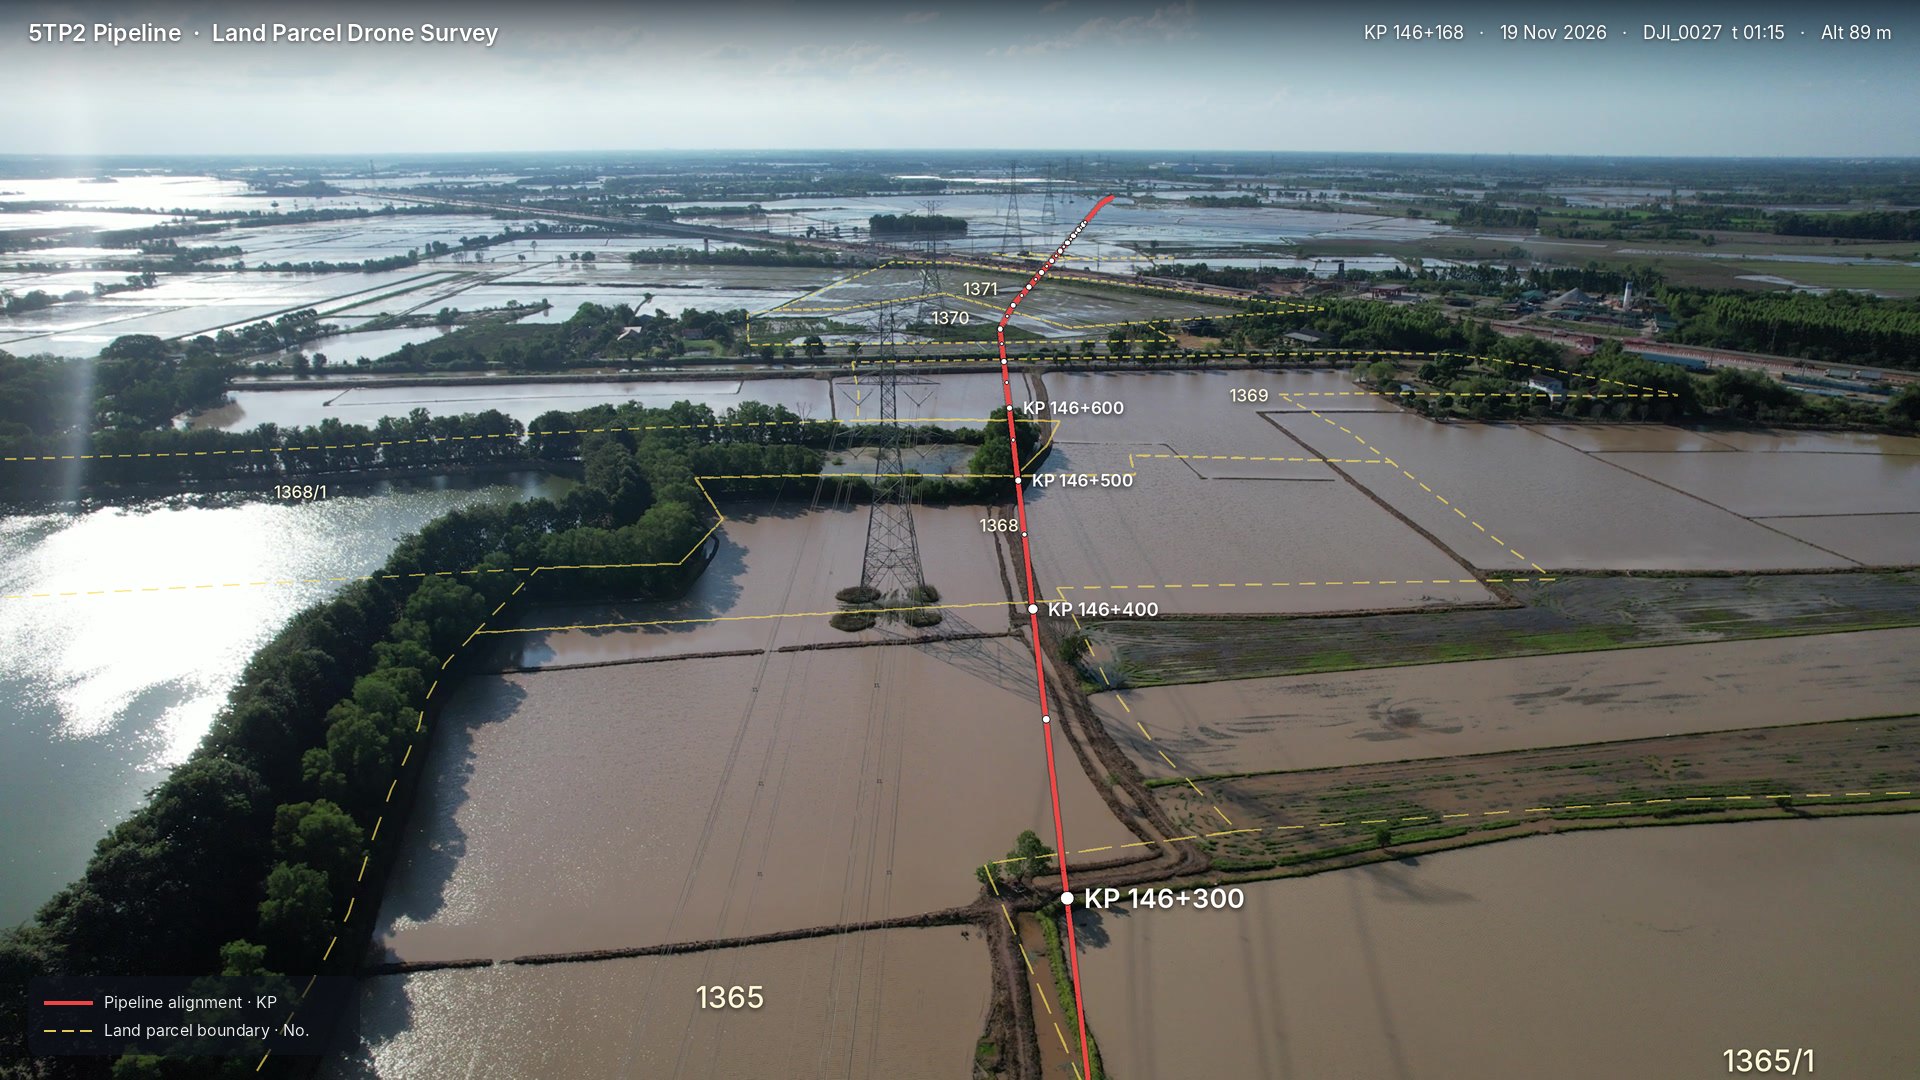 5TP2 Pipeline · Land Parcel Drone Survey
KP 146+168 · 19 Nov 2026 · DJI_0027 t 01:15 · Alt 89 m
1371
1370
1369
KP 146+600
KP 146+500
1368/1
1368
KP 146+400
KP 146+300
1365
1365/1
Pipeline alignment · KP
Land parcel boundary · No.